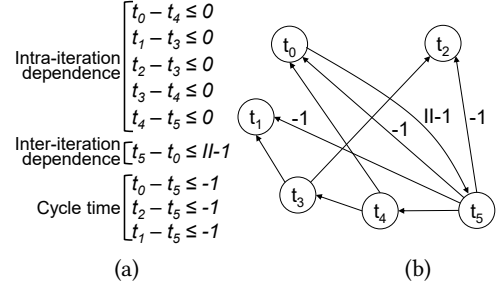 Intra-iteration
dependence
t0 – t4 ≤ 0
t1 – t3 ≤ 0
t2 – t3 ≤ 0
t3 – t4 ≤ 0
t4 – t5 ≤ 0
Inter-iteration
dependence
t5 – t0 ≤ II-1
Cycle time
t0 – t5 ≤ -1
t2 – t5 ≤ -1
t1 – t5 ≤ -1
(a)
t0
t2
t1
-1
-1
II-1
-1
t3
t4
t5
(b)